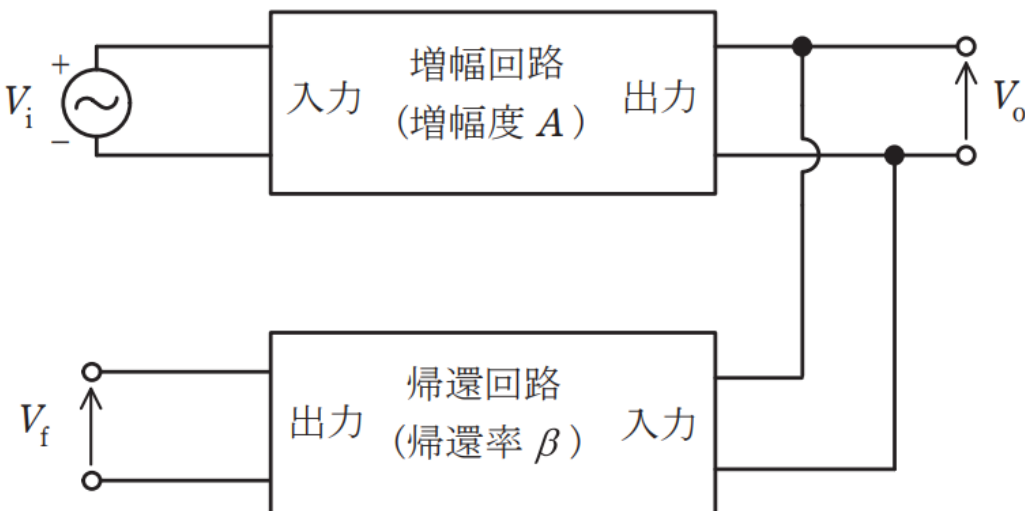 増幅回路
入力
(増幅度 A)
出力
+
V_i
−
V_o
帰還回路
出力
(帰還率 β)
入力
V_f